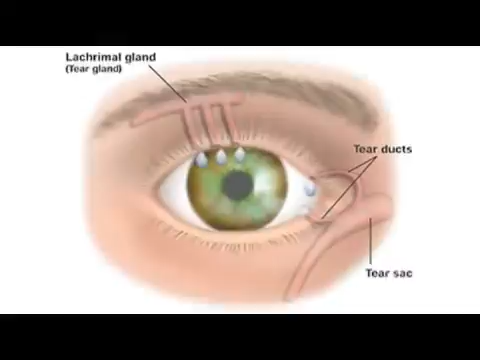 Lachrimal gland
(Tear gland)
Tear ducts
Tear sac